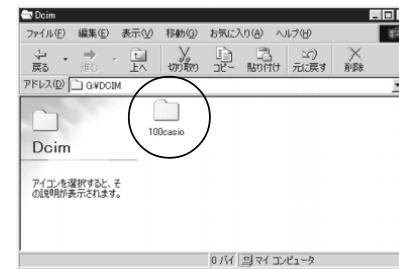 Dcim
ファイル(F) 編集(E) 表示(V) 移動(G) お気に入り(A) ヘルプ(H)
戻る 進む 上へ 切り取り コピー 貼り付け 元に戻す 削除
アドレス(D) G:¥DCIM
100casio
Dcim
アイコンを選択すると、そ
の説明が表示されます。
0 バイ マイ コンピュータ